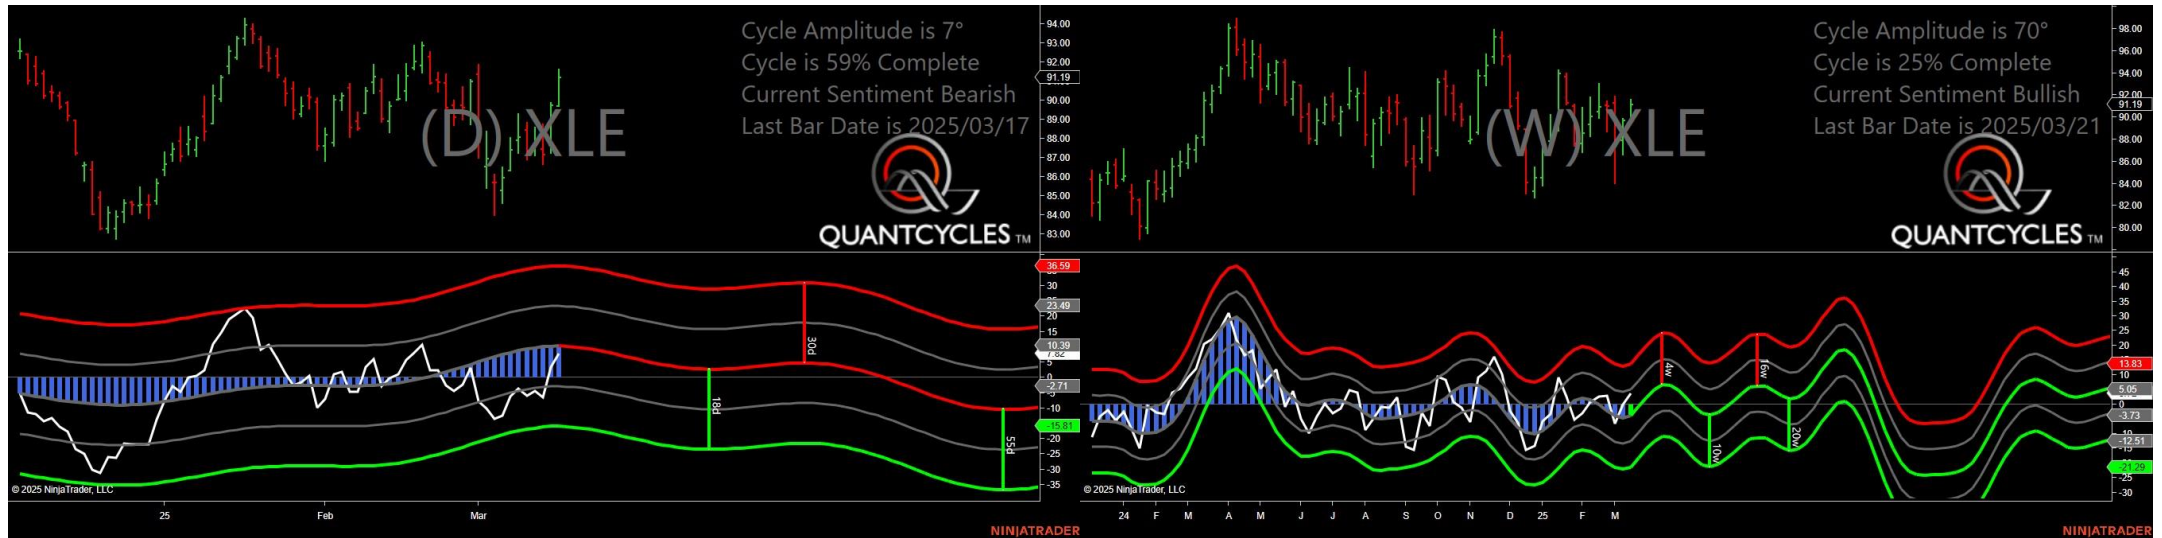 Cycle Amplitude is 7°
Cycle is 59% Complete
Current Sentiment Bearish
Last Bar Date is 2025/03/17
(D) XLE
QUANTCYCLES TM
94.00
93.00
92.00
91.19
90.00
89.00
88.00
87.00
86.00
85.00
84.00
83.00
36.59
30
23.49
20
15
10.39
7.82
5
0
-2.71
-5
-10
-15.81
-20
-25
-30
-35
30d
18d
55d
© 2025 NinjaTrader, LLC
25
Feb
Mar
NINJATRADER
Cycle Amplitude is 70°
Cycle is 25% Complete
Current Sentiment Bullish
Last Bar Date is 2025/03/21
(W) XLE
QUANTCYCLES TM
98.00
96.00
94.00
92.00
91.19
90.00
88.00
86.00
84.00
82.00
80.00
45
40
35
30
25
20
13.83
5.05
0
-3.73
-12.51
-21.29
-25
-30
4w
16w
10w
20w
© 2025 NinjaTrader, LLC
24
F
M
A
M
J
J
A
S
O
N
D
25
F
M
NINJATRADER